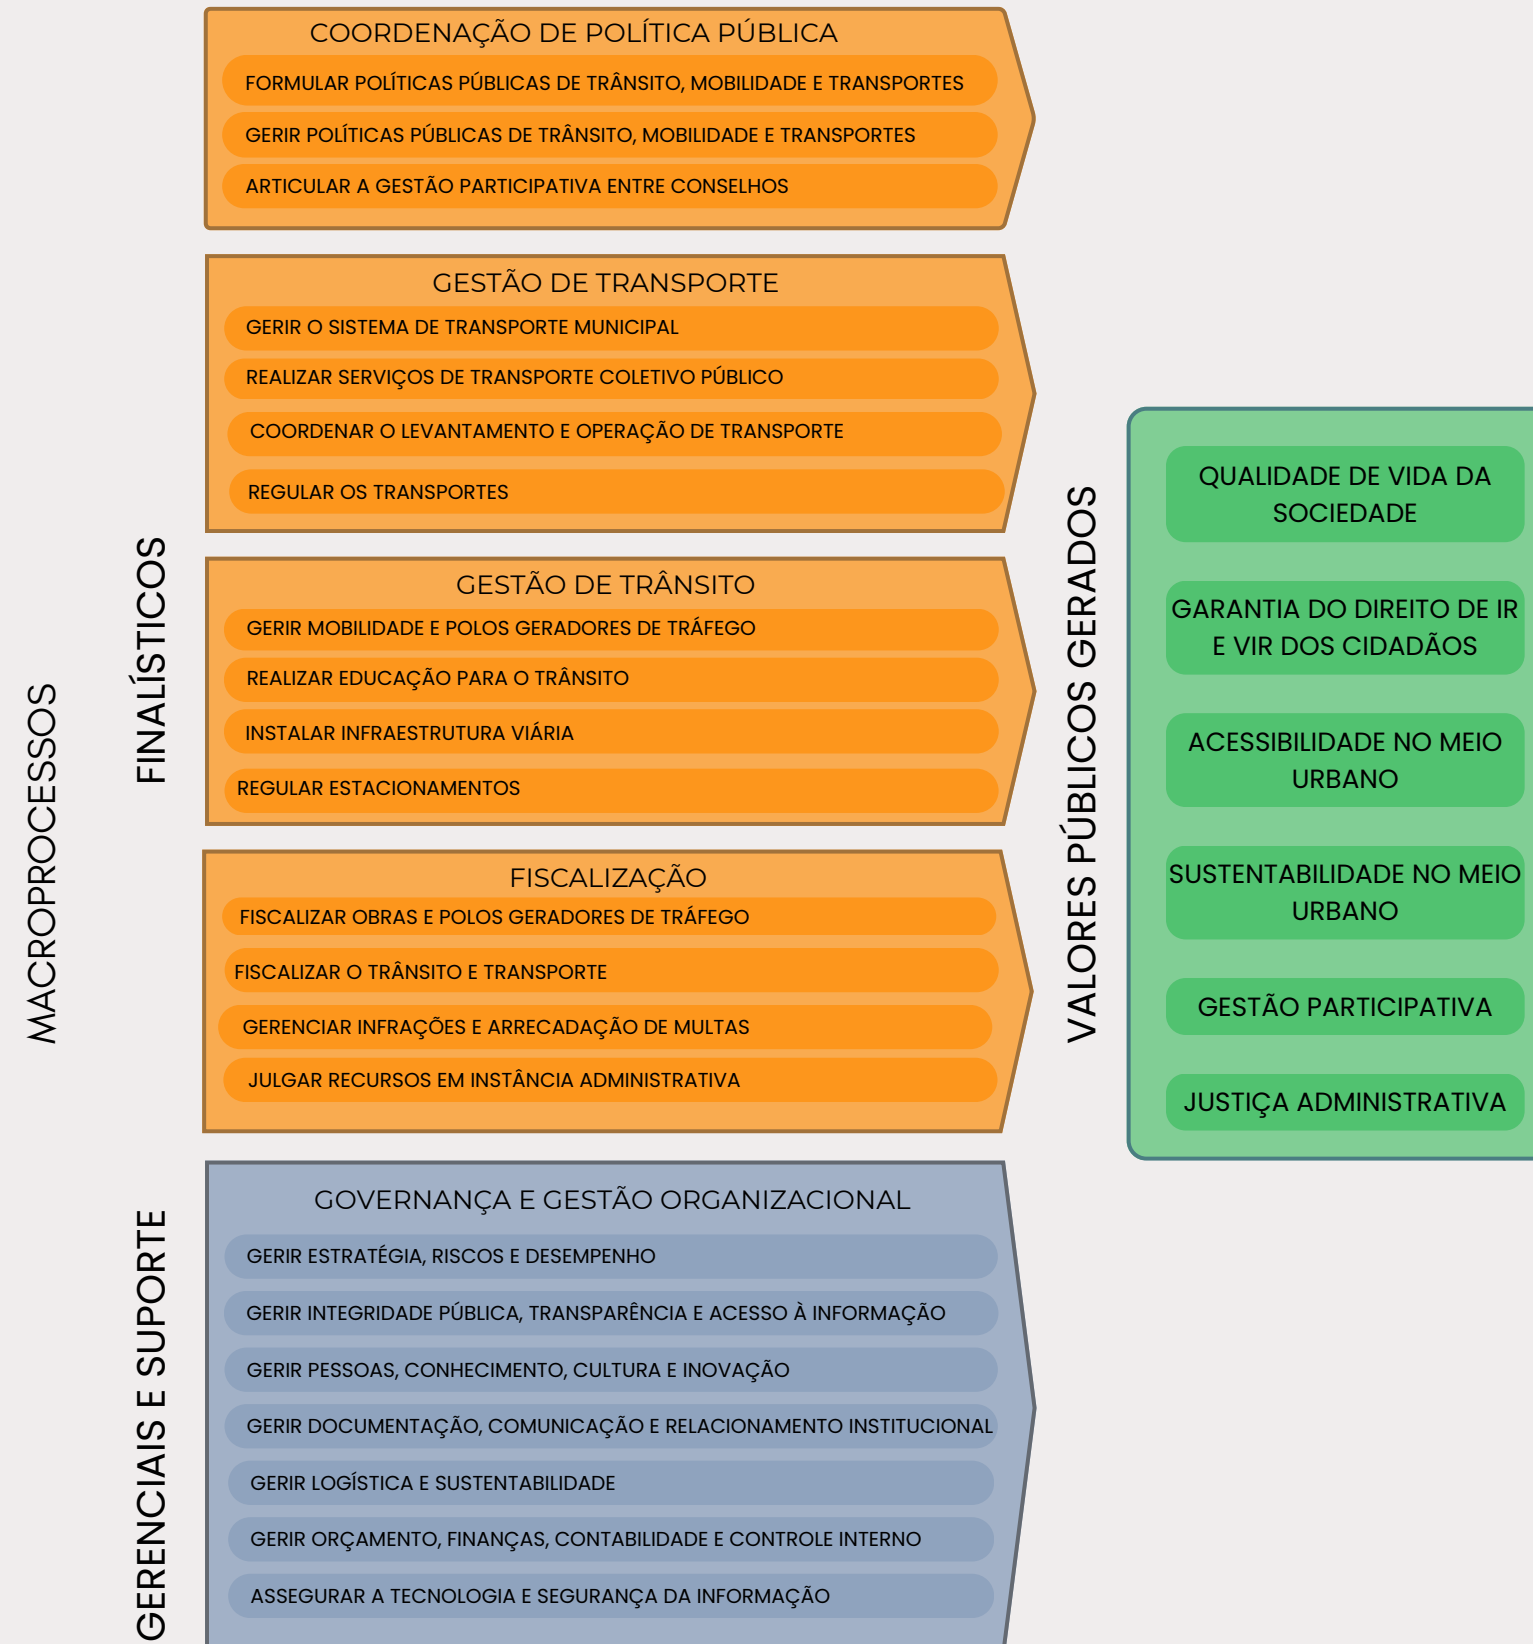 MACROPROCESSOS
FINALÍSTICOS
COORDENAÇÃO DE POLÍTICA PÚBLICA
FORMULAR POLÍTICAS PÚBLICAS DE TRÂNSITO, MOBILIDADE E TRANSPORTES
GERIR POLÍTICAS PÚBLICAS DE TRÂNSITO, MOBILIDADE E TRANSPORTES
ARTICULAR A GESTÃO PARTICIPATIVA ENTRE CONSELHOS
GESTÃO DE TRANSPORTE
GERIR O SISTEMA DE TRANSPORTE MUNICIPAL
REALIZAR SERVIÇOS DE TRANSPORTE COLETIVO PÚBLICO
COORDENAR O LEVANTAMENTO E OPERAÇÃO DE TRANSPORTE
REGULAR OS TRANSPORTES
GESTÃO DE TRÂNSITO
GERIR MOBILIDADE E POLOS GERADORES DE TRÁFEGO
REALIZAR EDUCAÇÃO PARA O TRÂNSITO
INSTALAR INFRAESTRUTURA VIÁRIA
REGULAR ESTACIONAMENTOS
FISCALIZAÇÃO
FISCALIZAR OBRAS E POLOS GERADORES DE TRÁFEGO
FISCALIZAR O TRÂNSITO E TRANSPORTE
GERENCIAR INFRAÇÕES E ARRECADAÇÃO DE MULTAS
JULGAR RECURSOS EM INSTÂNCIA ADMINISTRATIVA
GERENCIAIS E SUPORTE
GOVERNANÇA E GESTÃO ORGANIZACIONAL
GERIR ESTRATÉGIA, RISCOS E DESEMPENHO
GERIR INTEGRIDADE PÚBLICA, TRANSPARÊNCIA E ACESSO À INFORMAÇÃO
GERIR PESSOAS, CONHECIMENTO, CULTURA E INOVAÇÃO
GERIR DOCUMENTAÇÃO, COMUNICAÇÃO E RELACIONAMENTO INSTITUCIONAL
GERIR LOGÍSTICA E SUSTENTABILIDADE
GERIR ORÇAMENTO, FINANÇAS, CONTABILIDADE E CONTROLE INTERNO
ASSEGURAR A TECNOLOGIA E SEGURANÇA DA INFORMAÇÃO
VALORES PÚBLICOS GERADOS
QUALIDADE DE VIDA DA
SOCIEDADE
GARANTIA DO DIREITO DE IR
E VIR DOS CIDADÃOS
ACESSIBILIDADE NO MEIO
URBANO
SUSTENTABILIDADE NO MEIO
URBANO
GESTÃO PARTICIPATIVA
JUSTIÇA ADMINISTRATIVA